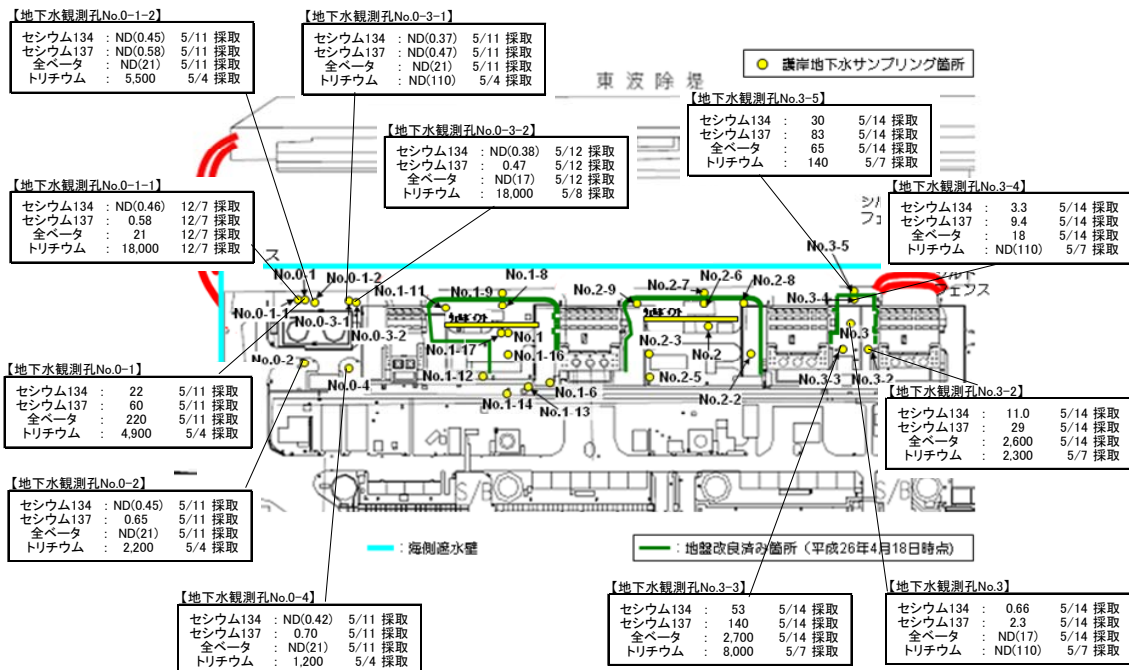 【地下水観測孔No.0-1-2】
セシウム134 : ND(0.45) 5/11 採取
セシウム137 : ND(0.58) 5/11 採取
全ベータ : ND(21) 5/11 採取
トリチウム : 5,500 5/4 採取
【地下水観測孔No.0-3-1】
セシウム134 : ND(0.37) 5/11 採取
セシウム137 : ND(0.47) 5/11 採取
全ベータ : ND(21) 5/11 採取
トリチウム : ND(110) 5/4 採取
護岸地下水サンプリング箇所
東波除堤
【地下水観測孔No.3-5】
セシウム134 : 30 5/14 採取
セシウム137 : 83 5/14 採取
全ベータ : 65 5/14 採取
トリチウム : 140 5/7 採取
【地下水観測孔No.0-3-2】
セシウム134 : ND(0.38) 5/12 採取
セシウム137 : 0.47 5/12 採取
全ベータ : ND(17) 5/12 採取
トリチウム : 18,000 5/8 採取
【地下水観測孔No.0-1-1】
セシウム134 : ND(0.46) 12/7 採取
セシウム137 : 0.58 12/7 採取
全ベータ : 21 12/7 採取
トリチウム : 18,000 12/7 採取
【地下水観測孔No.3-4】
セシウム134 : 3.3 5/14 採取
セシウム137 : 9.4 5/14 採取
全ベータ : 18 5/14 採取
トリチウム : ND(110) 5/7 採取
シル
フェ
ス
シルト
フェンス
No.0-1
No.0-1-2
No.0-1-1
No.0-3-1
No.0-3-2
No.0-2
No.0-4
No.1-11
No.1-9
No.1-8
No.1
No.1-17
No.1-16
No.1-12
No.1-6
No.1-14
No.1-13
No.2-9
No.2-7
No.2-6
No.2-8
No.2-3
No.2
No.2-5
No.2-2
No.3-5
No.3-4
No.3
No.3-3
No.3-2
【地下水観測孔No.0-1】
セシウム134 : 22 5/11 採取
セシウム137 : 60 5/11 採取
全ベータ : 220 5/11 採取
トリチウム : 4,900 5/4 採取
【地下水観測孔No.3-2】
セシウム134 : 11.0 5/14 採取
セシウム137 : 29 5/14 採取
全ベータ : 2,600 5/14 採取
トリチウム : 2,300 5/7 採取
【地下水観測孔No.0-2】
セシウム134 : ND(0.45) 5/11 採取
セシウム137 : 0.65 5/11 採取
全ベータ : ND(21) 5/11 採取
トリチウム : 2,200 5/4 採取
S/B
S/B
:海側遮水壁
:地盤改良済み箇所(平成26年4月18日時点)
【地下水観測孔No.0-4】
セシウム134 : ND(0.42) 5/11 採取
セシウム137 : 0.70 5/11 採取
全ベータ : ND(21) 5/11 採取
トリチウム : 1,200 5/4 採取
【地下水観測孔No.3-3】
セシウム134 : 53 5/14 採取
セシウム137 : 140 5/14 採取
全ベータ : 2,700 5/14 採取
トリチウム : 8,000 5/7 採取
【地下水観測孔No.3】
セシウム134 : 0.66 5/14 採取
セシウム137 : 2.3 5/14 採取
全ベータ : ND(17) 5/14 採取
トリチウム : ND(110) 5/7 採取